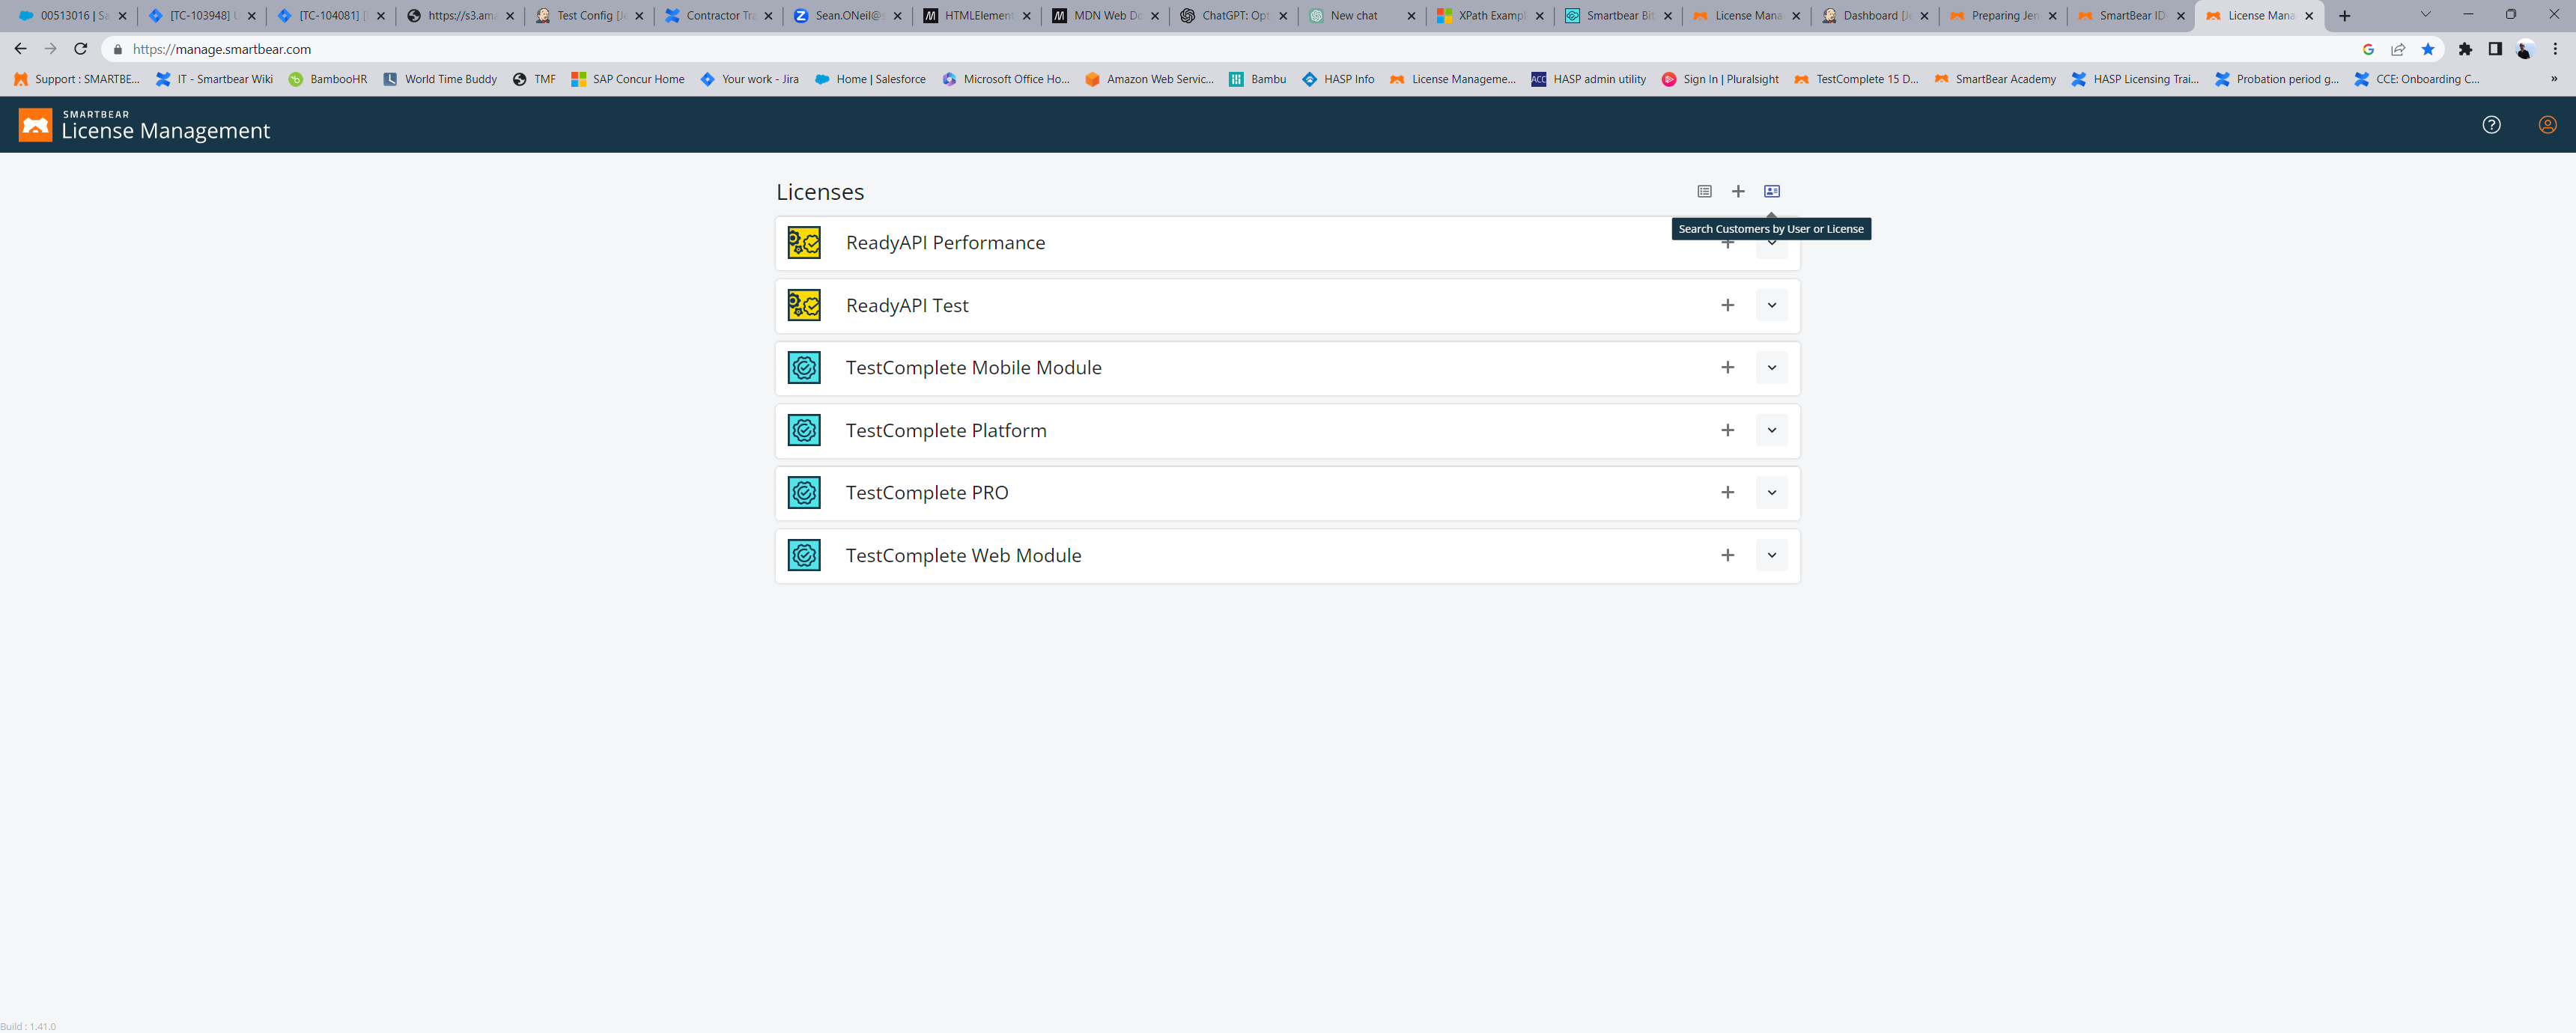 00513016 | Sa
[TC-103948] U
[TC-104081] [
https://s3.ama
Test Config [Je
Contractor Tra
Sean.ONeil@s
HTMLElement
MDN Web Do
ChatGPT: Opt
New chat
XPath Exampl
Smartbear Bit
License Mana
Dashboard [Je
Preparing Jen
SmartBear ID
License Mana
https://manage.smartbear.com
Support : SMARTBE...
IT - Smartbear Wiki
BambooHR
World Time Buddy
TMF
SAP Concur Home
Your work - Jira
Home | Salesforce
Microsoft Office Ho...
Amazon Web Servic...
Bambu
HASP Info
License Manageme...
ACC
HASP admin utility
Sign In | Pluralsight
TestComplete 15 D...
SmartBear Academy
HASP Licensing Trai...
Probation period g...
CCE: Onboarding C...
»
SMARTBEAR
License Management
Licenses
Search Customers by User or License
ReadyAPI Performance
ReadyAPI Test
TestComplete Mobile Module
TestComplete Platform
TestComplete PRO
TestComplete Web Module
Build : 1.41.0